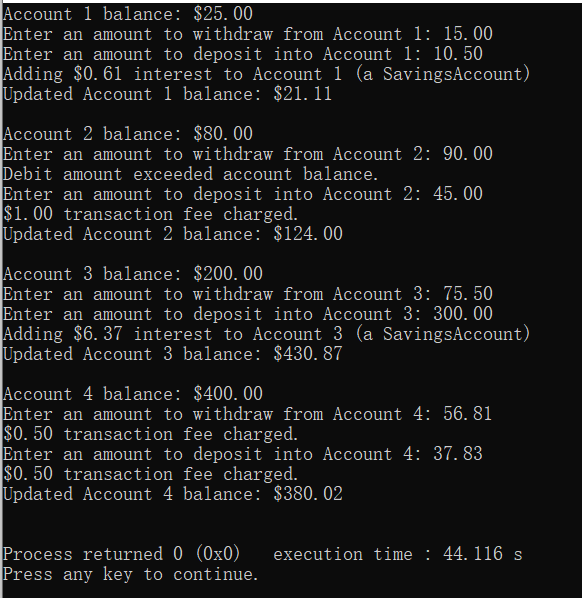 Account 1 balance: $25.00
Enter an amount to withdraw from Account 1: 15.00
Enter an amount to deposit into Account 1: 10.50
Adding $0.61 interest to Account 1 (a SavingsAccount)
Updated Account 1 balance: $21.11
Account 2 balance: $80.00
Enter an amount to withdraw from Account 2: 90.00
Debit amount exceeded account balance.
Enter an amount to deposit into Account 2: 45.00
$1.00 transaction fee charged.
Updated Account 2 balance: $124.00
Account 3 balance: $200.00
Enter an amount to withdraw from Account 3: 75.50
Enter an amount to deposit into Account 3: 300.00
Adding $6.37 interest to Account 3 (a SavingsAccount)
Updated Account 3 balance: $430.87
Account 4 balance: $400.00
Enter an amount to withdraw from Account 4: 56.81
$0.50 transaction fee charged.
Enter an amount to deposit into Account 4: 37.83
$0.50 transaction fee charged.
Updated Account 4 balance: $380.02
Process returned 0 (0x0)   execution time : 44.116 s
Press any key to continue.